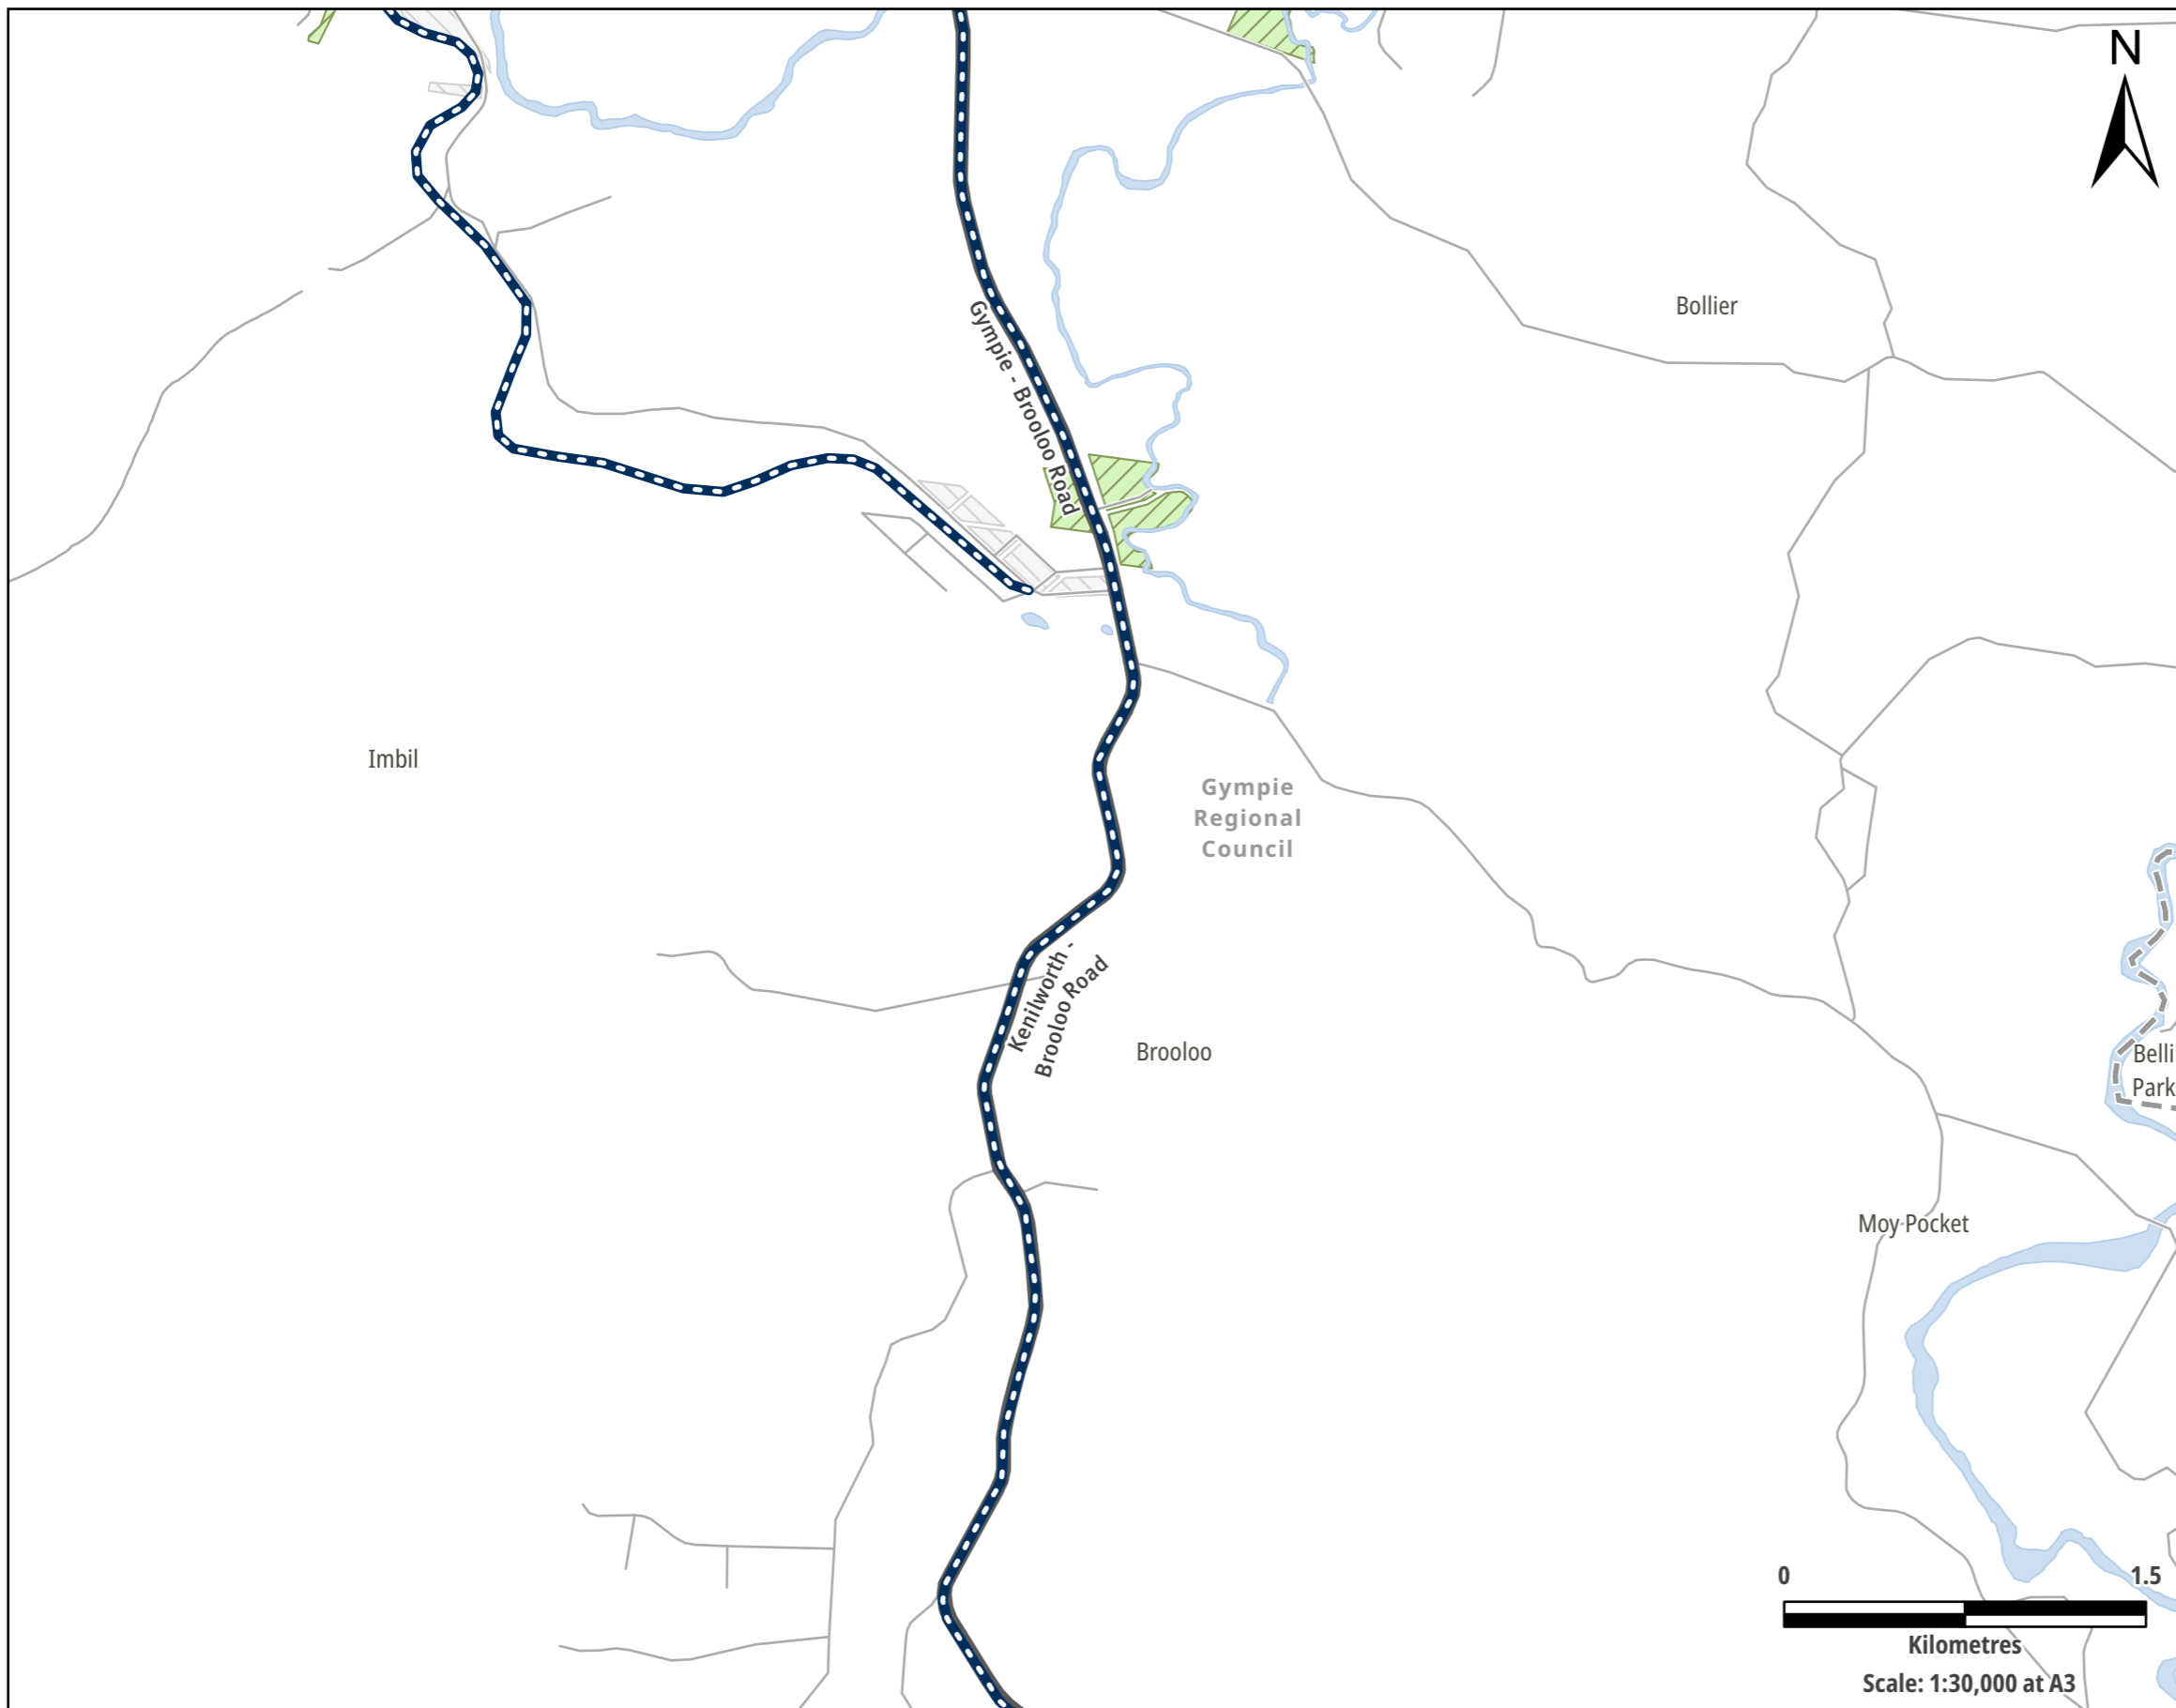 N
Bollier
Gympie - Brooloo Road
Imbil
Gympie
Regional
Council
Kenilworth -
Brooloo Road
Brooloo
Belli
Park
Moy Pocket
0 1.5
Kilometres
Scale: 1:30,000 at A3